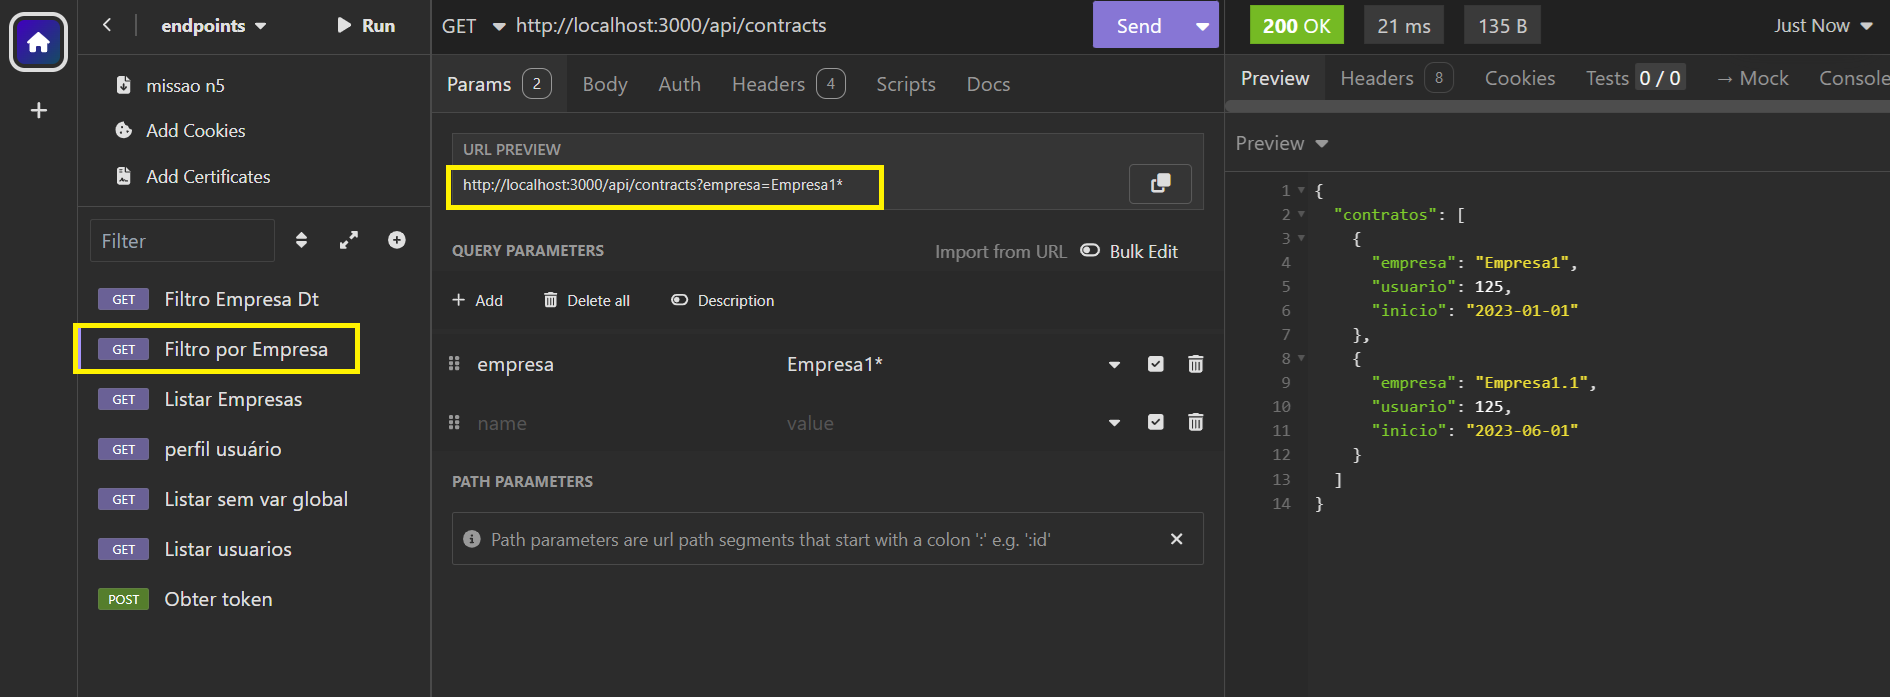 endpoints
Run
missao n5
Add Cookies
Add Certificates
Filter
GET Filtro Empresa Dt
GET Filtro por Empresa
GET Listar Empresas
GET perfil usuário
GET Listar sem var global
GET Listar usuarios
POST Obter token
GET http://localhost:3000/api/contracts Send
Params 2 Body Auth Headers 4 Scripts Docs
URL PREVIEW
http://localhost:3000/api/contracts?empresa=Empresa1*
QUERY PARAMETERS Import from URL Bulk Edit
+ Add Delete all Description
empresa Empresa1*
name value
PATH PARAMETERS
Path parameters are url path segments that start with a colon ':' e.g. ':id'
200 OK 21 ms 135 B Just Now
Preview Headers 8 Cookies Tests 0 / 0 → Mock Console
Preview
1 {
2 "contratos": [
3 {
4 "empresa": "Empresa1",
5 "usuario": 125,
6 "inicio": "2023-01-01"
7 },
8 {
9 "empresa": "Empresa1.1",
10 "usuario": 125,
11 "inicio": "2023-06-01"
12 }
13 ]
14 }